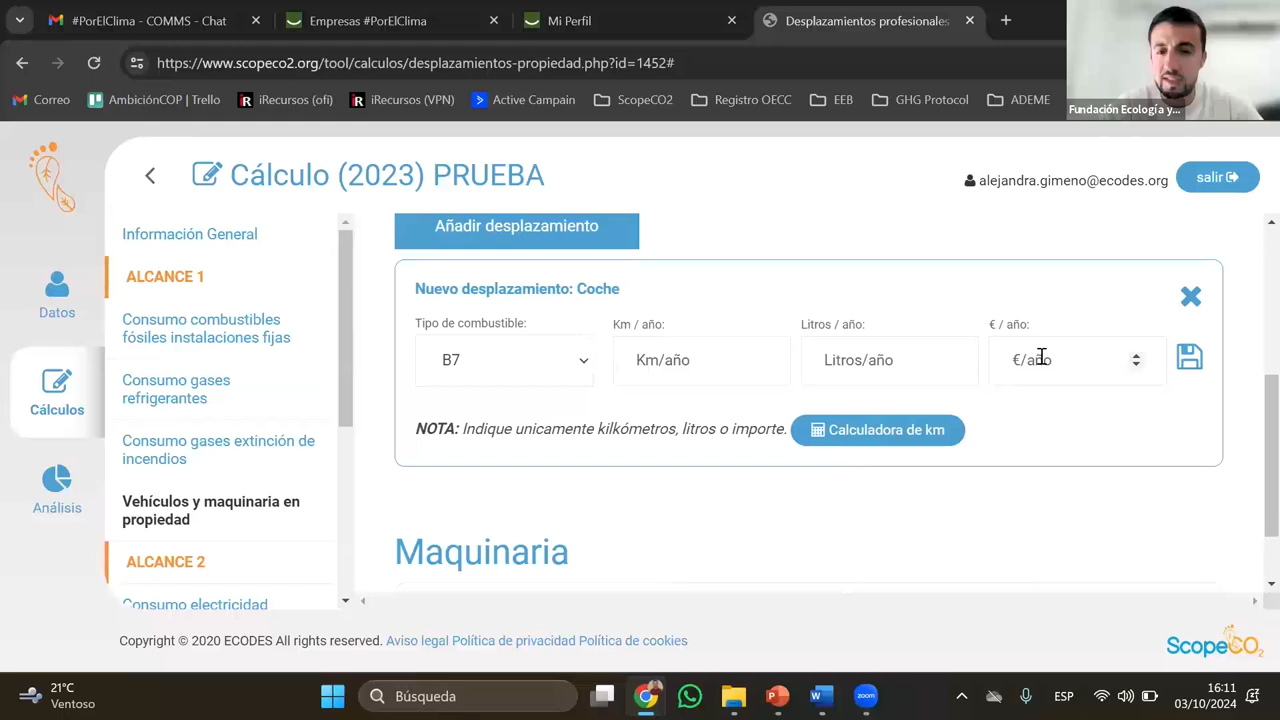 #PorElClima - COMMS - Chat
Empresas #PorElClima
Mi Perfil
Desplazamientos profesionales
https://www.scopeco2.org/tool/calculos/desplazamientos-propiedad.php?id=1452#
Correo
AmbiciónCOP | Trello
iRecursos (ofi)
iRecursos (VPN)
Active Campain
ScopeCO2
Registro OECC
EEB
GHG Protocol
ADEME
Fundación Ecología y...
Cálculo (2023) PRUEBA
alejandra.gimeno@ecodes.org
salir
Datos
Cálculos
Análisis
Información General
ALCANCE 1
Consumo combustibles
fósiles instalaciones fijas
Consumo gases
refrigerantes
Consumo gases extinción de
incendios
Vehículos y maquinaria en
propiedad
ALCANCE 2
Consumo electricidad
Añadir desplazamiento
Nuevo desplazamiento: Coche
Tipo de combustible:
Km / año:
Litros / año:
€ / año:
B7
Km/año
Litros/año
€/año
NOTA: Indique unicamente kilkómetros, litros o importe.
Calculadora de km
Maquinaria
Copyright © 2020 ECODES All rights reserved. Aviso legal Política de privacidad Política de cookies
ScopeCO2
21°C
Ventoso
Búsqueda
zoom
ESP
16:11
03/10/2024